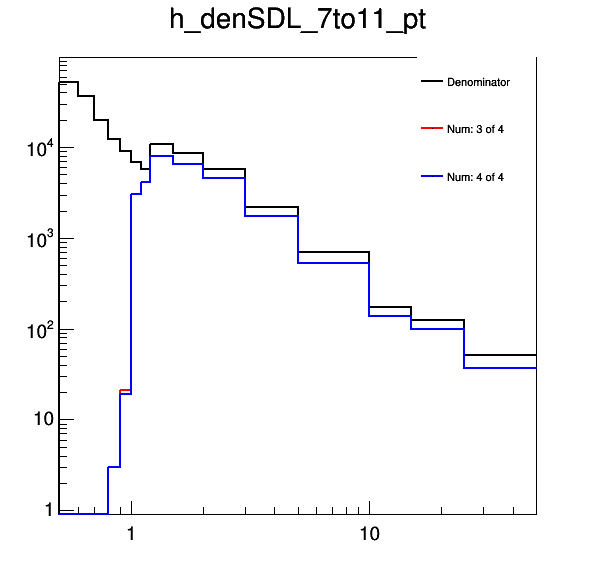 h_denSDL_7to11_pt
Denominator
Num: 3 of 4
Num: 4 of 4
10^4
10^3
10^2
10
1
1 10